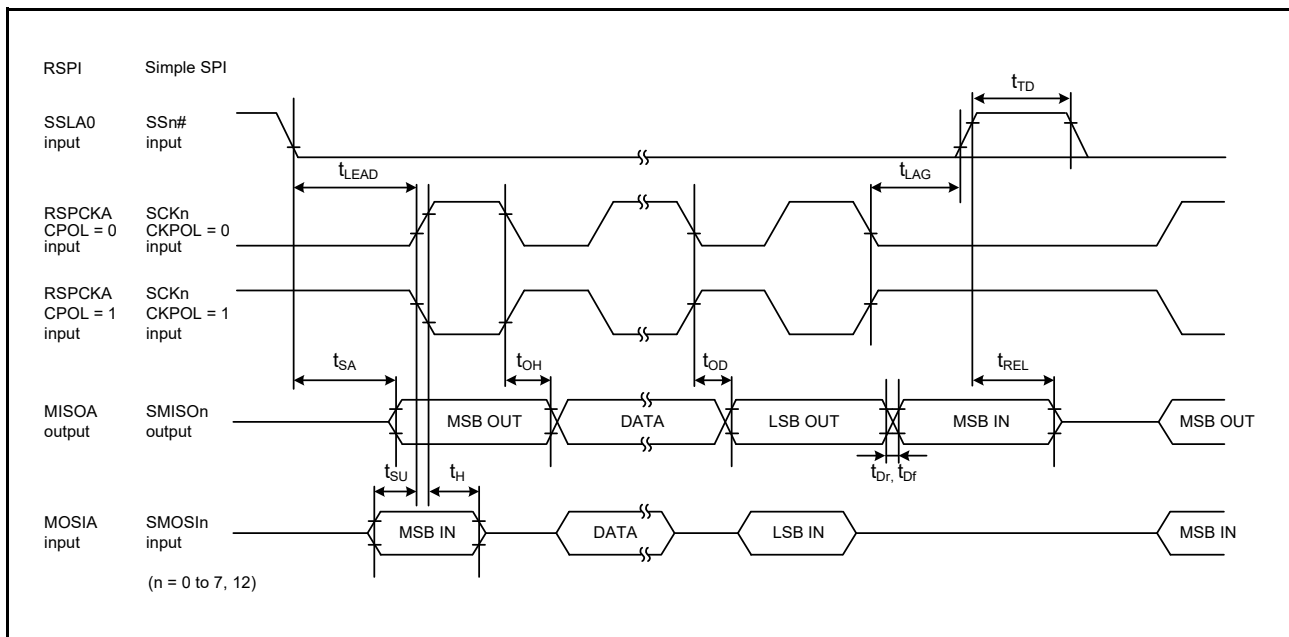 RSPI Simple SPI
tTD
SSLA0 SSn#
input input
tLEAD tLAG
RSPCKA SCKn
CPOL = 0 CKPOL = 0
input input
RSPCKA SCKn
CPOL = 1 CKPOL = 1
input input
tSA tOH tOD tREL
MISOA SMISOn
output output
MSB OUT DATA LSB OUT MSB IN MSB OUT
tSU tH tDr, tDf
MOSIA SMOSIn
input input
MSB IN DATA LSB IN MSB IN
(n = 0 to 7, 12)